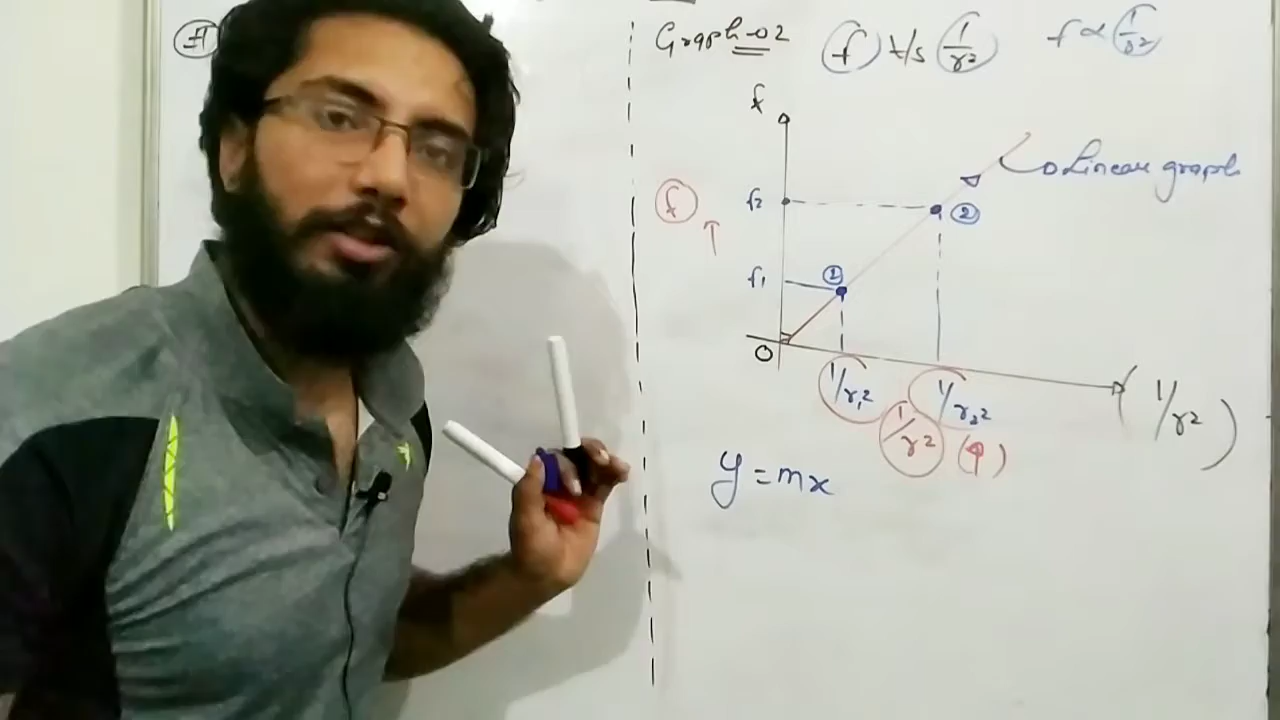 Graph-02 f v/s 1/r² f ∝ 1/r²
f
Linear graph
f f2 ②
↑
f1 ①
O 1/r₁2 1/r₂2 (1/r²)
1/r2 (↑)
y = mx